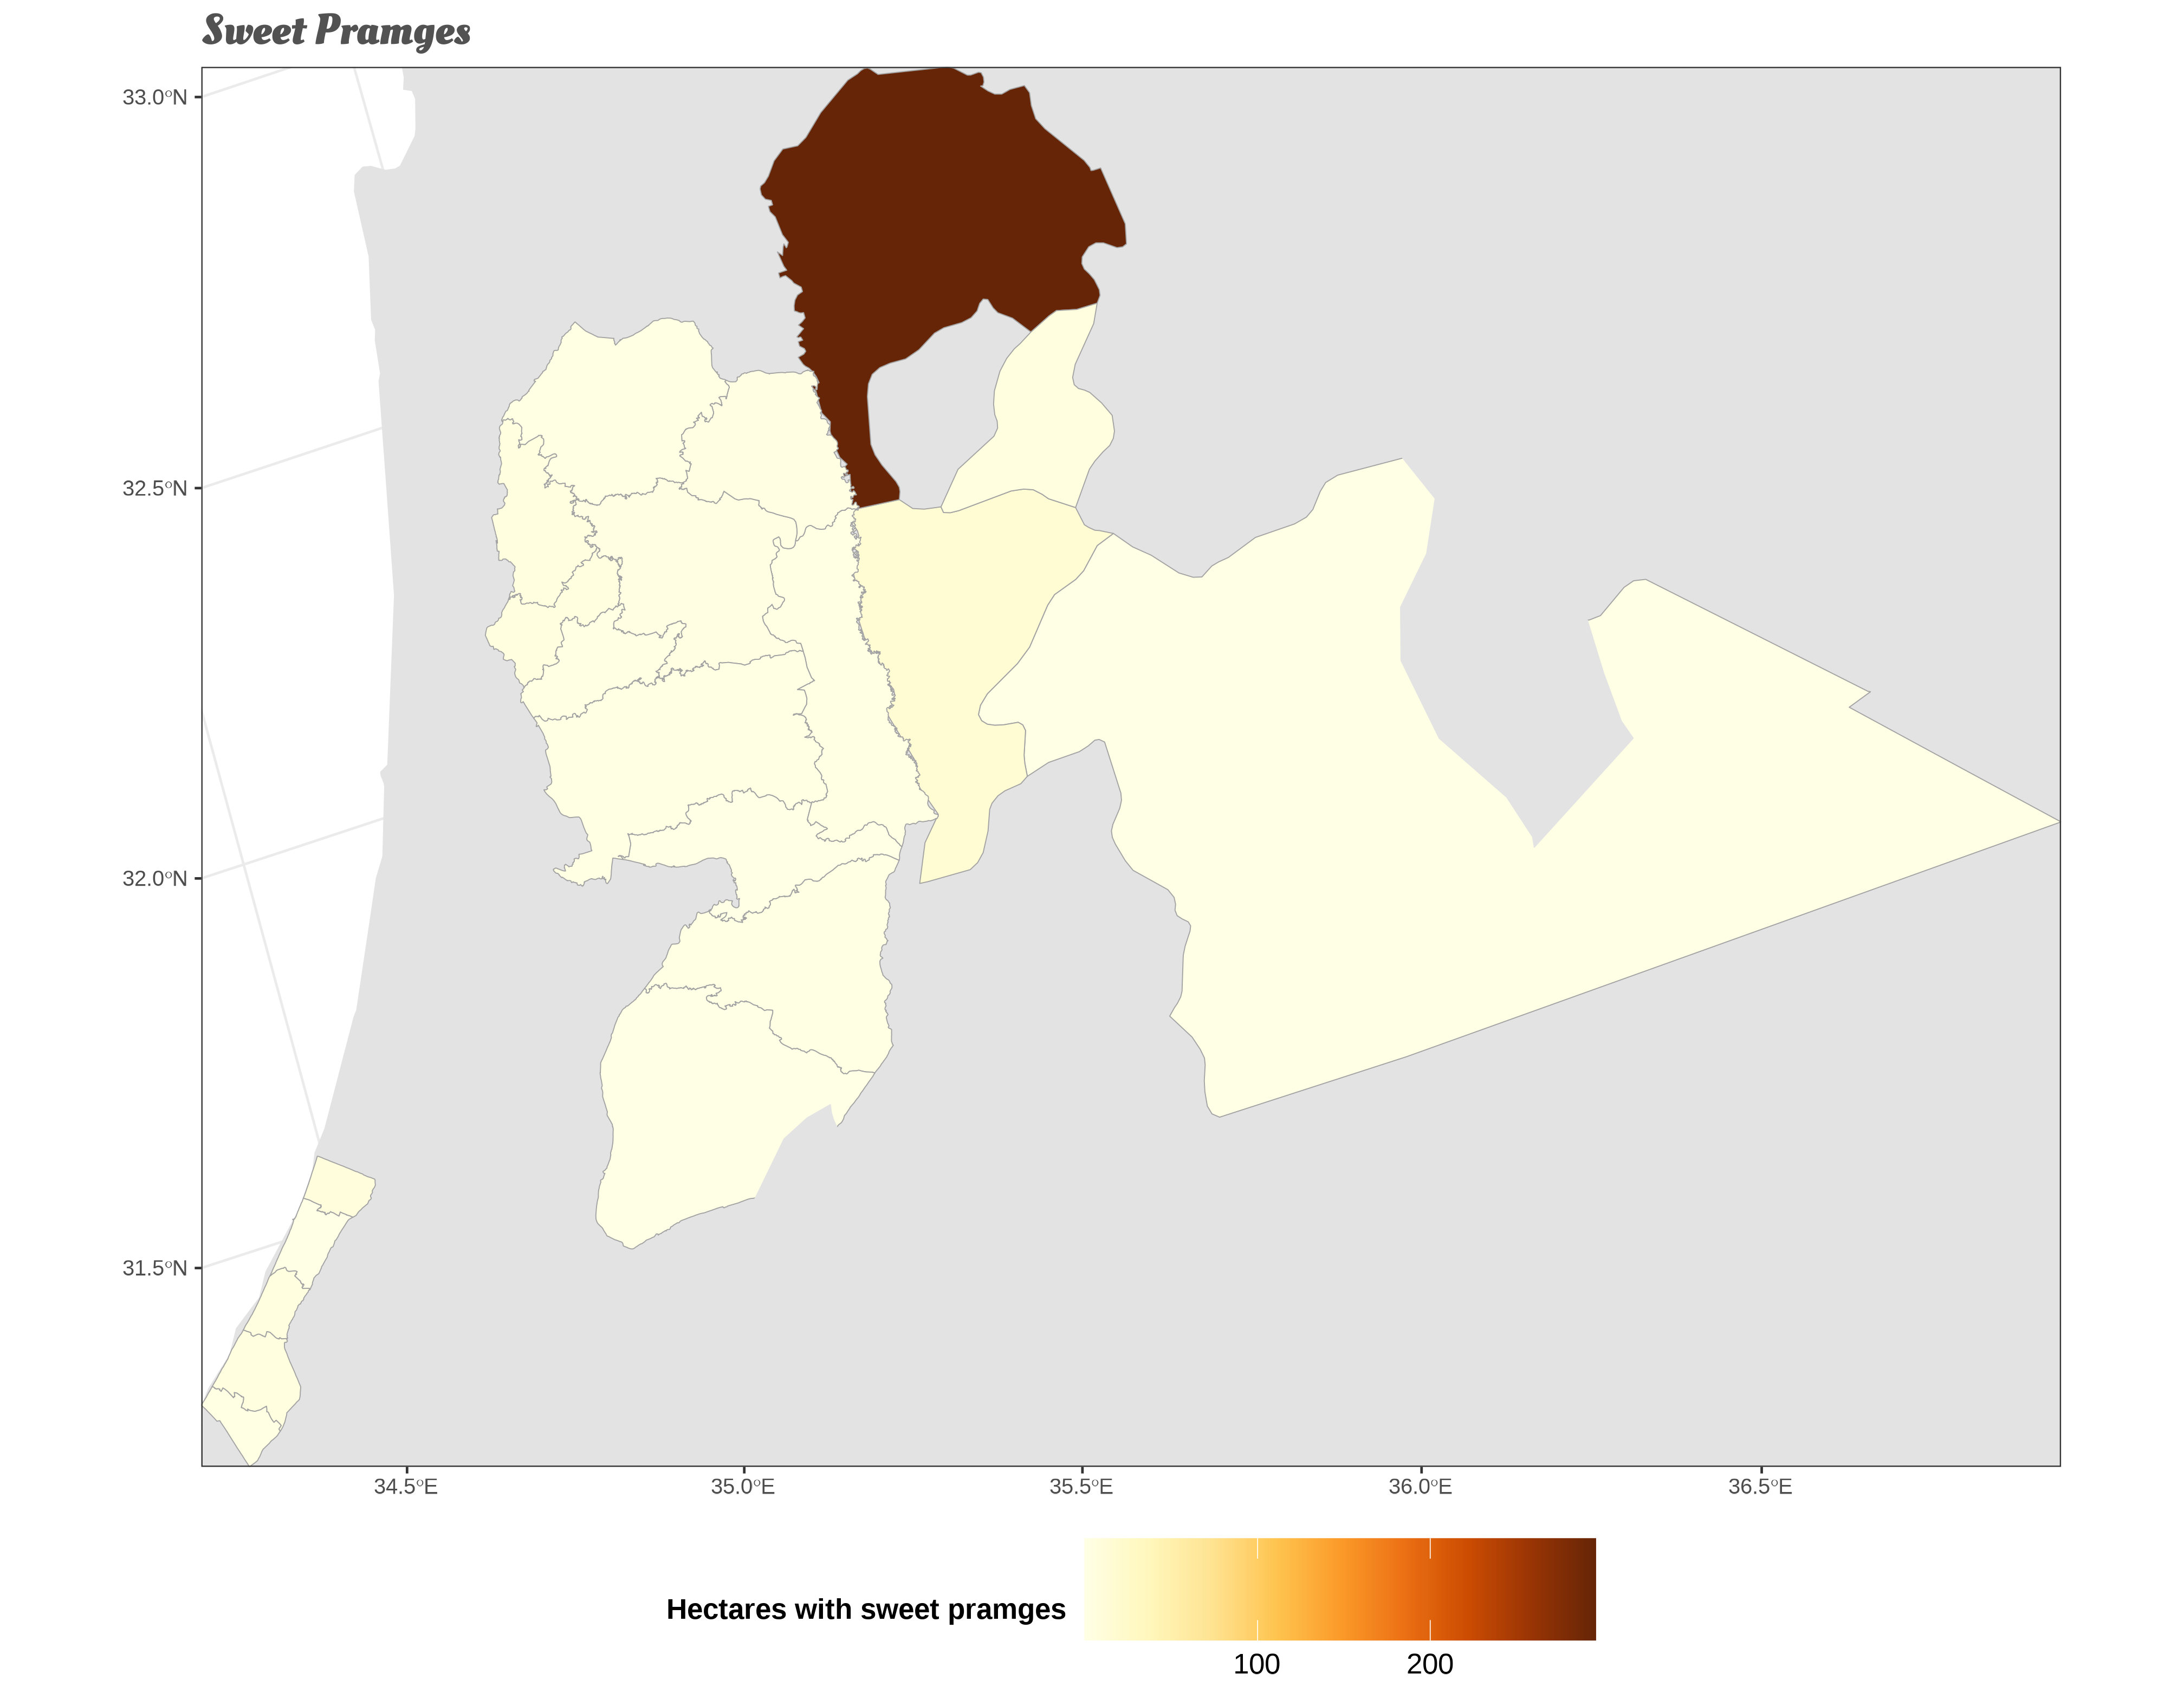 Sweet Pramges
33.0°N
32.5°N
32.0°N
31.5°N
34.5°E 35.0°E 35.5°E 36.0°E 36.5°E
Hectares with sweet pramges
100 200